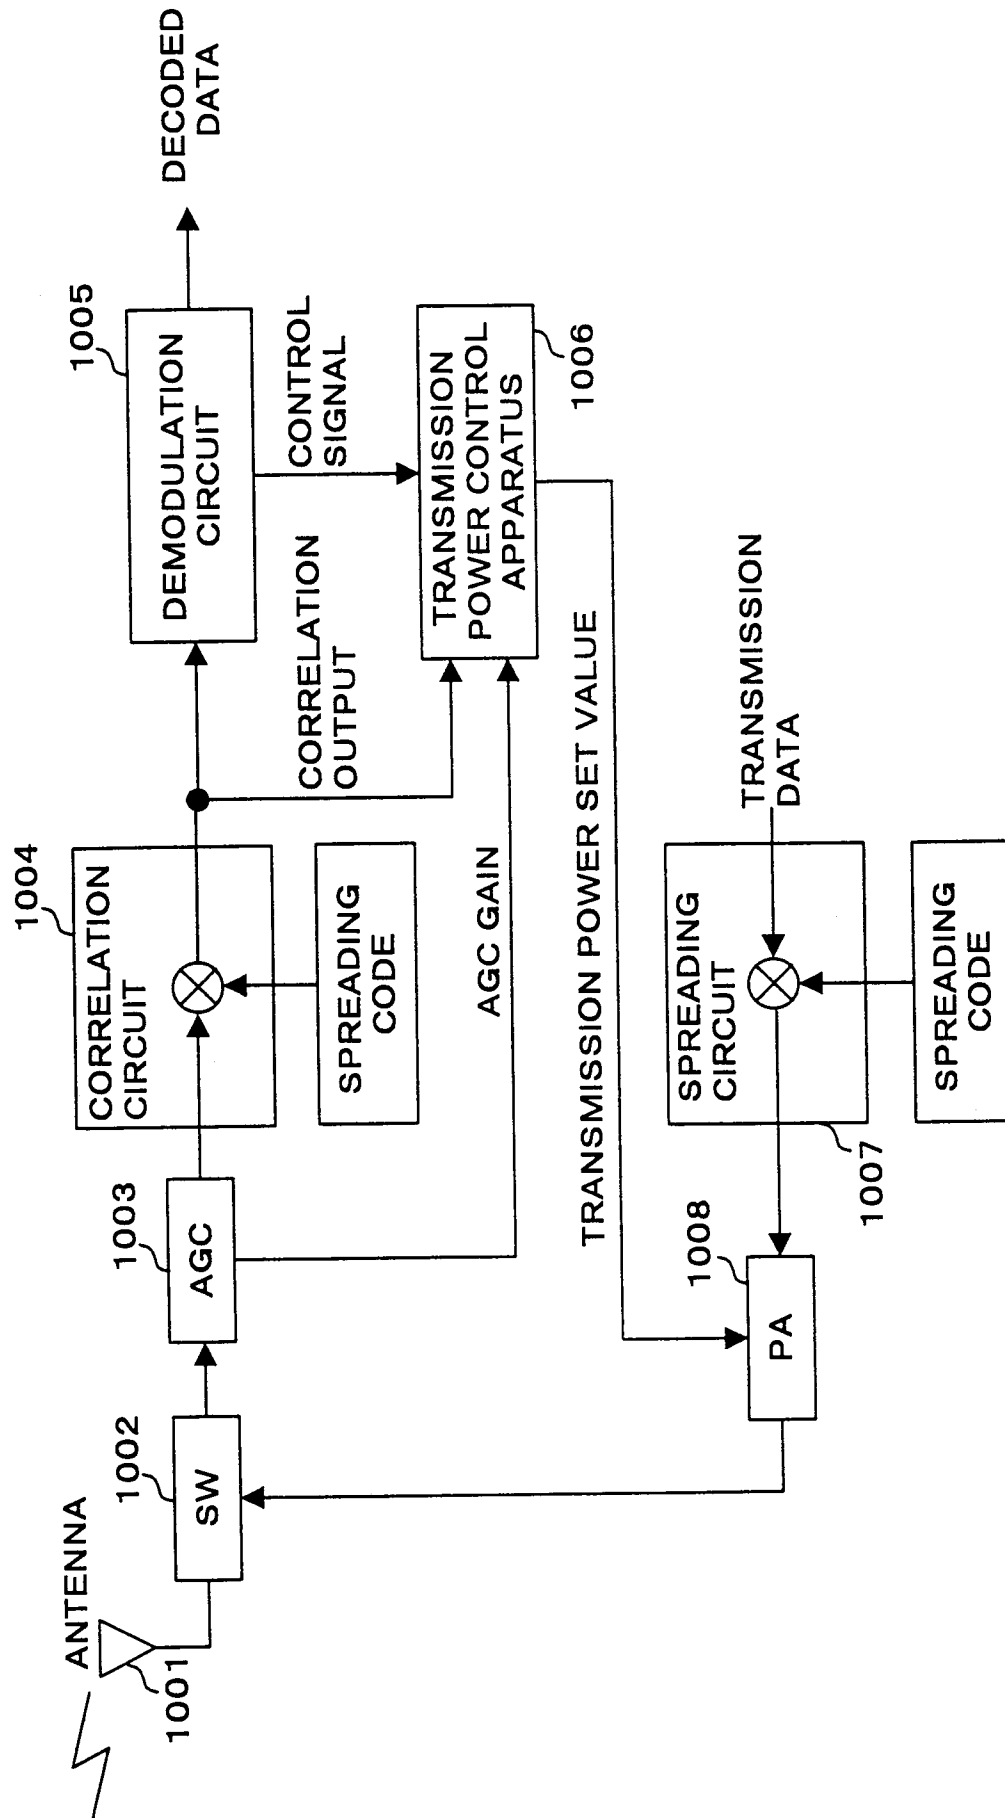 ANTENNA
1001
1002
SW
1003
AGC
1004
CORRELATION
CIRCUIT
SPREADING
CODE
1005
DEMODULATION
CIRCUIT
DECODED
DATA
CORRELATION
OUTPUT
CONTROL
SIGNAL
AGC GAIN
TRANSMISSION
POWER CONTROL
APPARATUS
1006
TRANSMISSION POWER SET VALUE
1008
PA
1007
SPREADING
CIRCUIT
TRANSMISSION
DATA
SPREADING
CODE